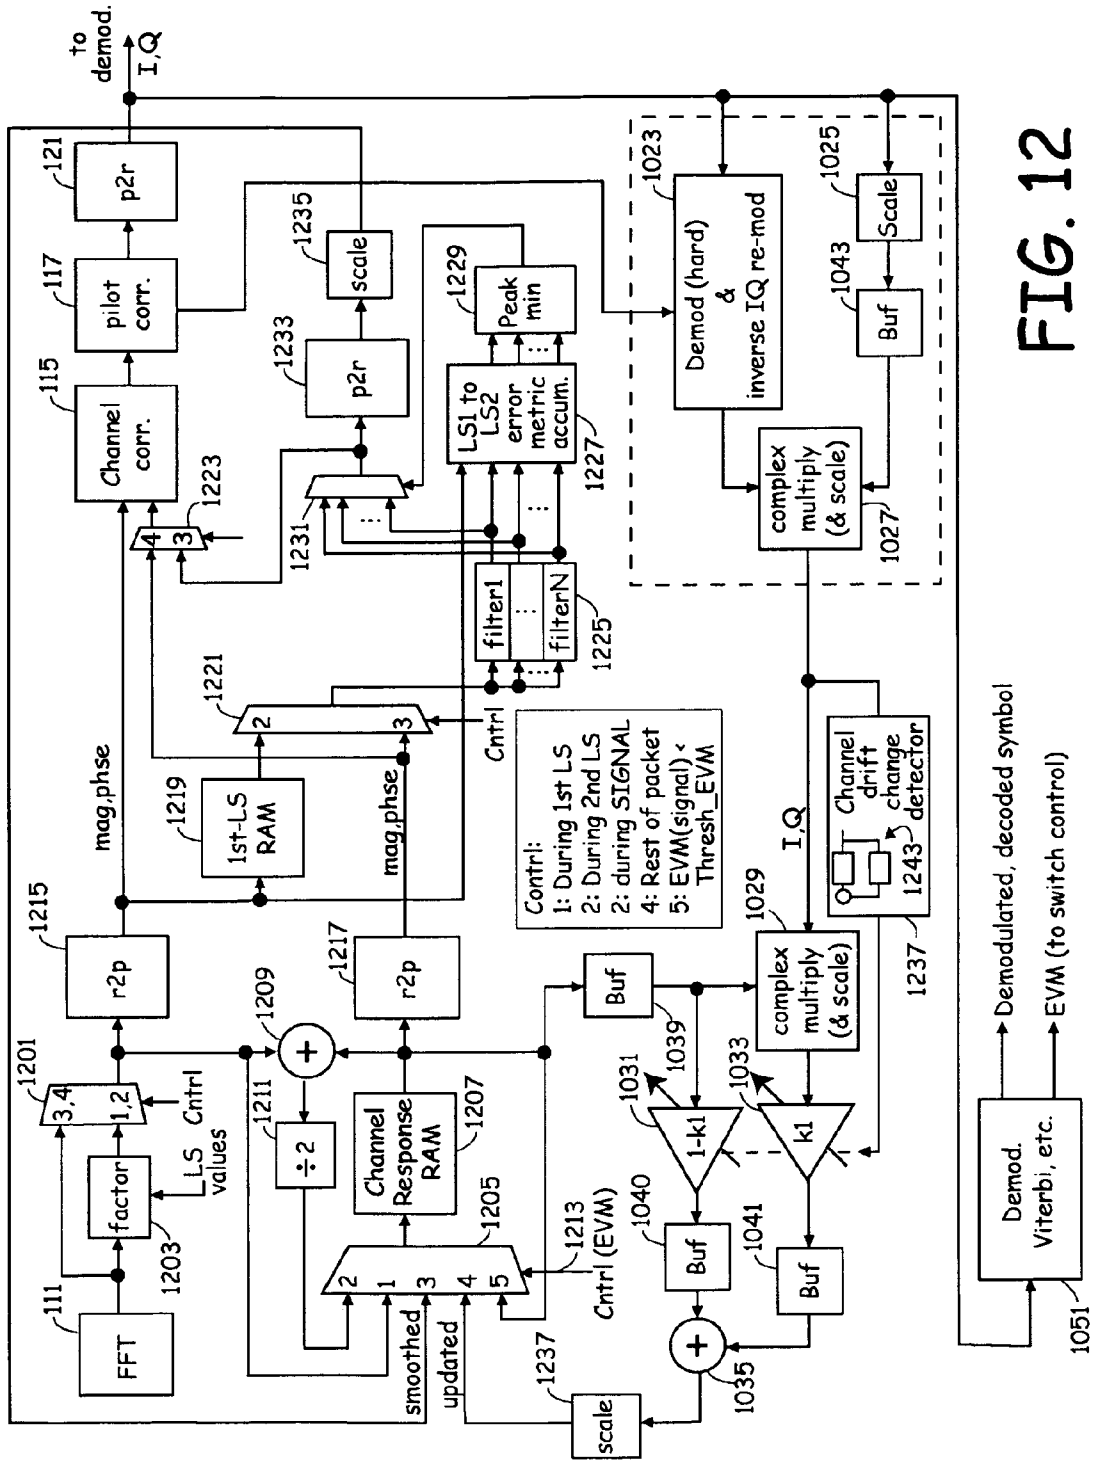 111
FFT
1203
factor
LS
values
1201
3,4
1,2
Cntrl
1215
r2p
mag,phse
115
Channel
corr.
117
pilot
corr.
121
p2r
to
demod.
I,Q
1223
4
3
1219
1st-LS
RAM
1221
2
3
Cntrl
1209
+
1211
÷2
Channel
Response
RAM
1207
1217
r2p
mag,phse
smoothed
updated
2
1
3
4
5
1205
1213
Cntrl (EVM)
filter1
...
filterN
1225
...
1231
....
1233
p2r
1235
scale
LS1 to
LS2
error
metric
accum.
1227
...
...
1229
Peak
min
Contrl:
1: During 1st LS
2: During 2nd LS
2: during SIGNAL
4: Rest of packet
5: EVM(signal) <
Thresh_EVM
1237
scale
+
1035
1040
Buf
1041
Buf
1031
1-k1
1033
k1
Buf
1039
1029
complex
multiply
(& scale)
I,Q
Channel
drift
change
detector
1243
1237
complex
multiply
(& scale)
1027
1023
Demod (hard)
&
inverse IQ re-mod
1025
Scale
1043
Buf
Demod.
Viterbi, etc.
1051
Demodulated, decoded symbol
EVM (to switch control)
FIG. 12